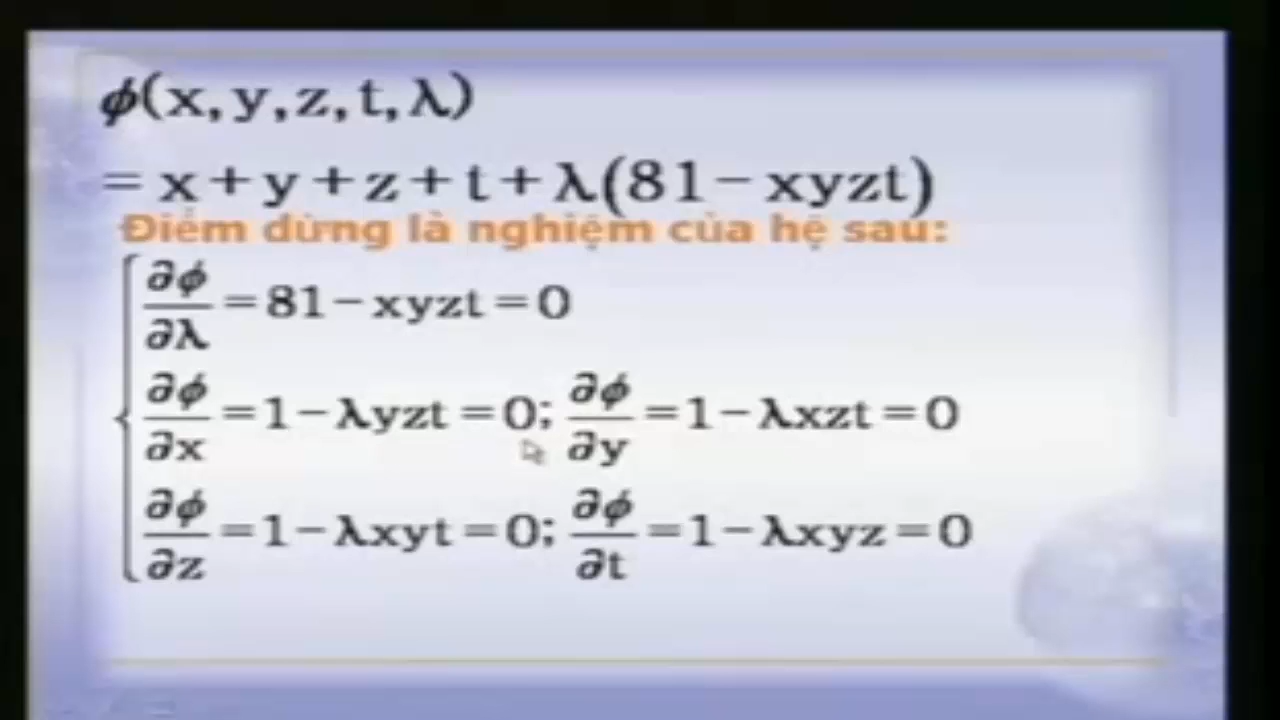 ϕ(x,y,z,t,λ)
=x+y+z+t+λ(81−xyzt)
Điểm dừng là nghiệm của hệ sau:
∂ϕ/∂λ=81−xyzt=0
∂ϕ/∂x=1−λyzt=0; ∂ϕ/∂y=1−λxzt=0
∂ϕ/∂z=1−λxyt=0; ∂ϕ/∂t=1−λxyz=0